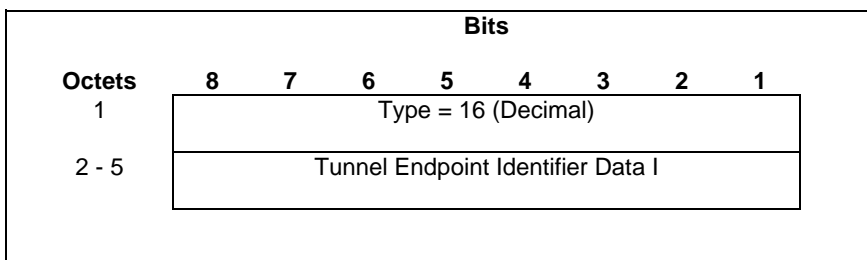 Bits
Octets 8 7 6 5 4 3 2 1
1 Type = 16 (Decimal)
2 - 5 Tunnel Endpoint Identifier Data I